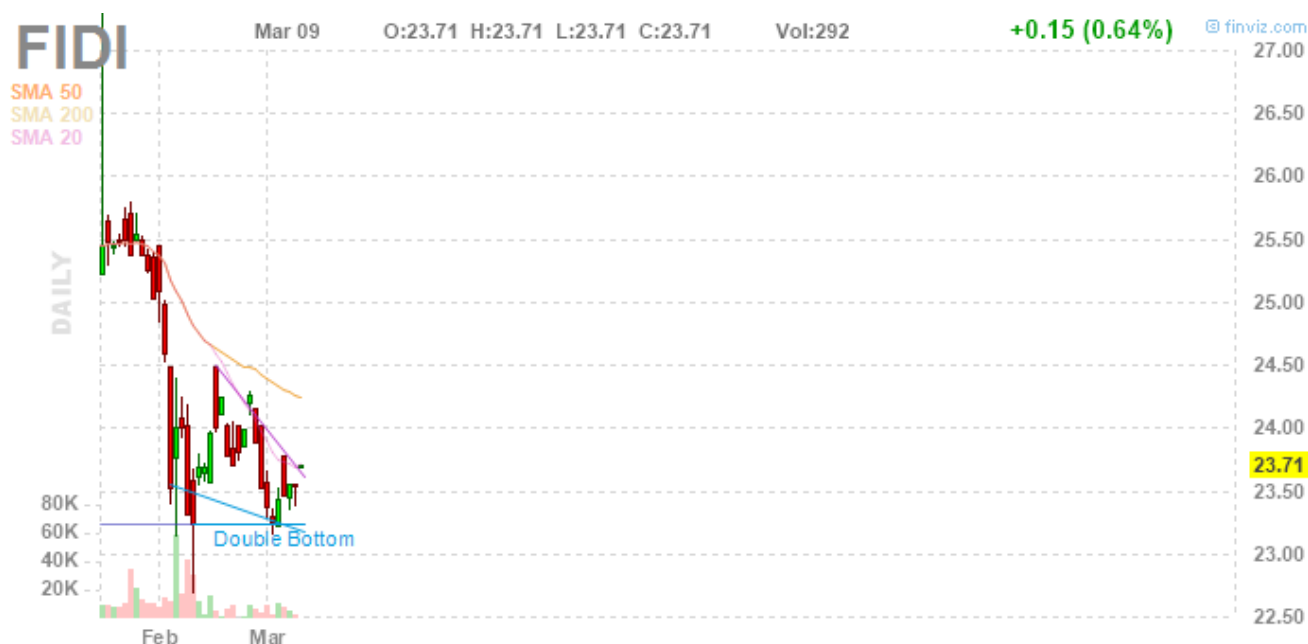 FIDI
Mar 09 O:23.71 H:23.71 L:23.71 C:23.71 Vol:292 +0.15 (0.64%) © finviz.com
SMA 50
SMA 200
SMA 20
DAILY
27.00
26.50
26.00
25.50
25.00
24.50
24.00
23.71
23.50
23.00
22.50
80K
60K
40K
20K
Double Bottom
Feb Mar